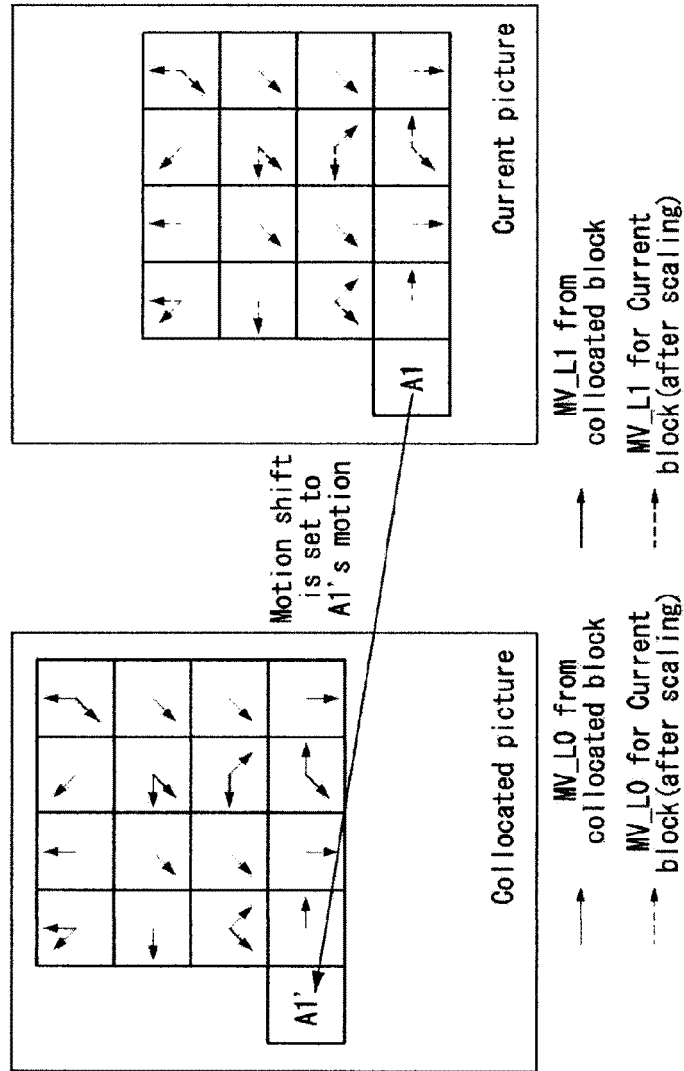 Collocated picture
A1'
Motion shift
is set to
A1's motion
Current picture
A1
MV_L0 from
collocated block
MV_L0 for Current
block(after scaling)
MV_L1 from
collocated block
MV_L1 for Current
block(after scaling)